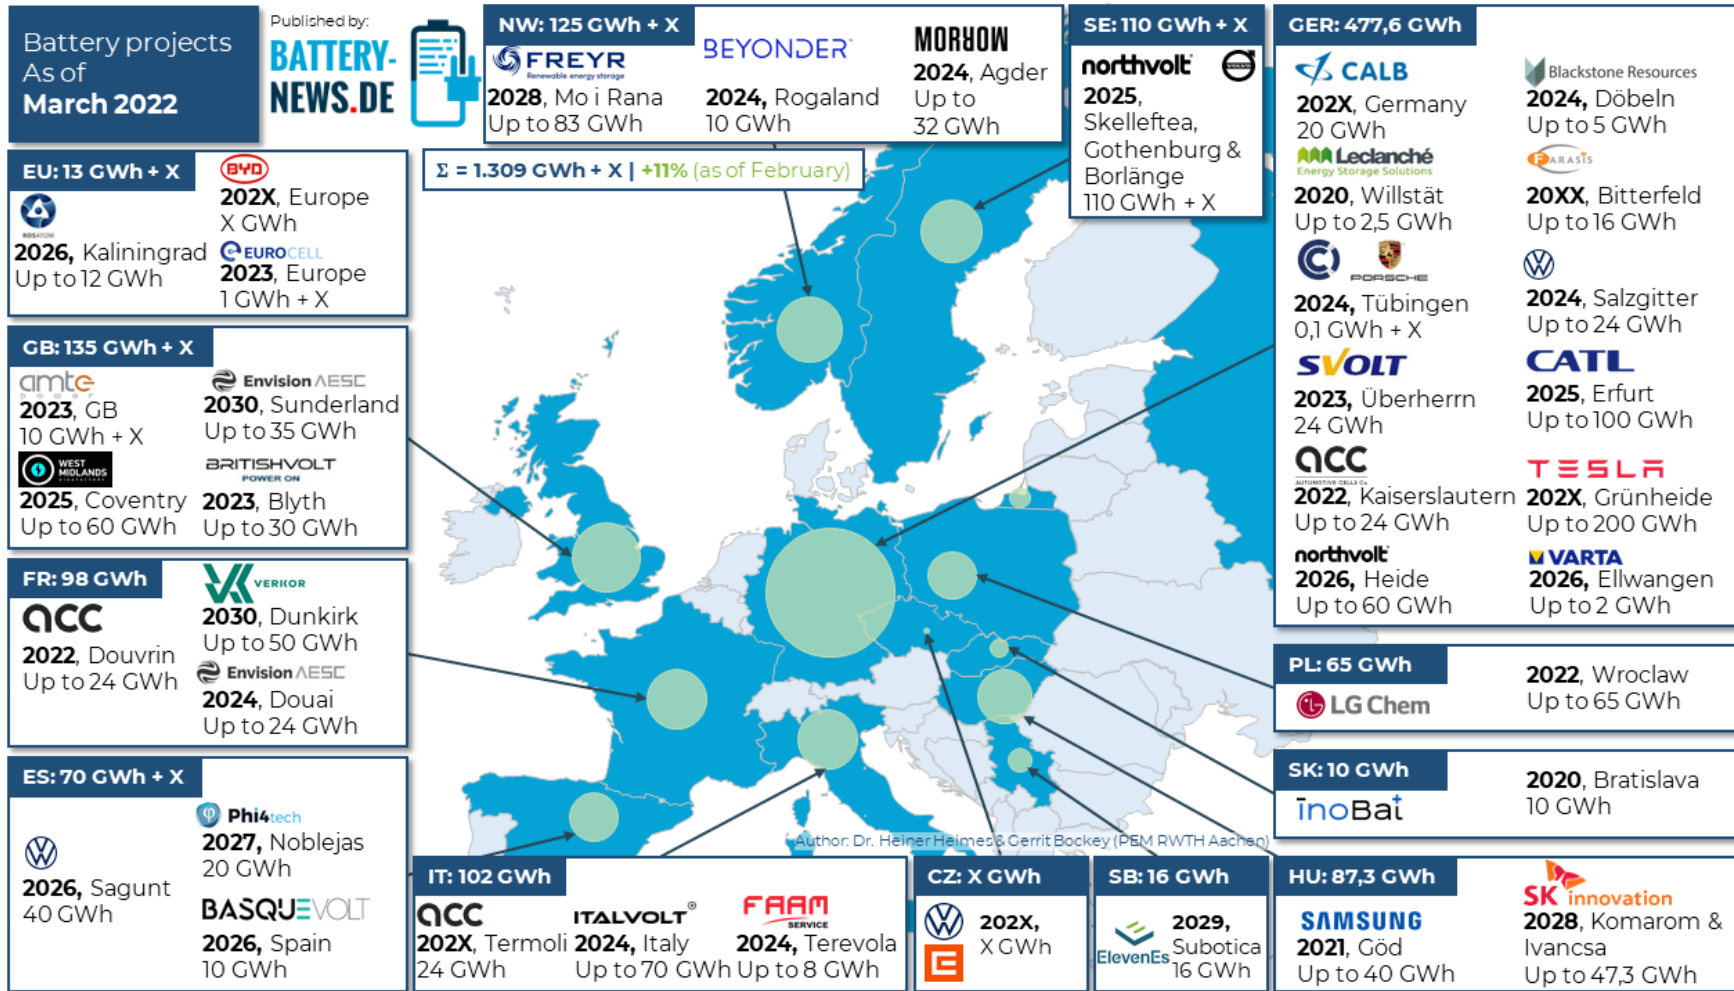 Battery projects
As of
March 2022
Published by:
BATTERY-
NEWS.DE
NW: 125 GWh + X
FREYR
Renewable energy storage
2028, Mo i Rana
Up to 83 GWh
BEYONDER
2024, Rogaland
10 GWh
MORROW
2024, Agder
Up to
32 GWh
SE: 110 GWh + X
northvolt
VOLVO
2025,
Skelleftea,
Gothenburg &
Borlänge
110 GWh + X
GER: 477,6 GWh
CALB
202X, Germany
20 GWh
Blackstone Resources
2024, Döbeln
Up to 5 GWh
Leclanché
Energy Storage Solutions
2020, Willstät
Up to 2,5 GWh
FARASIS
20XX, Bitterfeld
Up to 16 GWh
PORSCHE
2024, Tübingen
0,1 GWh + X
2024, Salzgitter
Up to 24 GWh
SVOLT
2023, Überherrn
24 GWh
CATL
2025, Erfurt
Up to 100 GWh
acc
AUTOMOTIVE CELLS Co
2022, Kaiserslautern
Up to 24 GWh
TESLA
202X, Grünheide
Up to 200 GWh
northvolt
2026, Heide
Up to 60 GWh
VARTA
2026, Ellwangen
Up to 2 GWh
Σ = 1.309 GWh + X | +11% (as of February)
EU: 13 GWh + X
ROSATOM
2026, Kaliningrad
Up to 12 GWh
BYD
202X, Europe
X GWh
EUROCELL
2023, Europe
1 GWh + X
GB: 135 GWh + X
amte
power
2023, GB
10 GWh + X
Envision AESC
2030, Sunderland
Up to 35 GWh
WEST
MIDLANDS
GIGAFACTORY
2025, Coventry
Up to 60 GWh
BRITISHVOLT
POWER ON
2023, Blyth
Up to 30 GWh
FR: 98 GWh
acc
2022, Douvrin
Up to 24 GWh
VERKOR
2030, Dunkirk
Up to 50 GWh
Envision AESC
2024, Douai
Up to 24 GWh
PL: 65 GWh
LG Chem
2022, Wroclaw
Up to 65 GWh
SK: 10 GWh
inoBat
2020, Bratislava
10 GWh
ES: 70 GWh + X
2026, Sagunt
40 GWh
Phi4tech
2027, Noblejas
20 GWh
BASQUEVOLT
2026, Spain
10 GWh
Author: Dr. Heiner Heimes & Gerrit Bockey (PEM RWTH Aachen)
IT: 102 GWh
acc
202X, Termoli
24 GWh
ITALVOLT®
2024, Italy
Up to 70 GWh
FAAM
SERVICE
2024, Terevola
Up to 8 GWh
CZ: X GWh
202X,
X GWh
SB: 16 GWh
ElevenEs
2029,
Subotica
16 GWh
HU: 87,3 GWh
SAMSUNG
2021, Göd
Up to 40 GWh
SK innovation
2028, Komarom &
Ivancsa
Up to 47,3 GWh